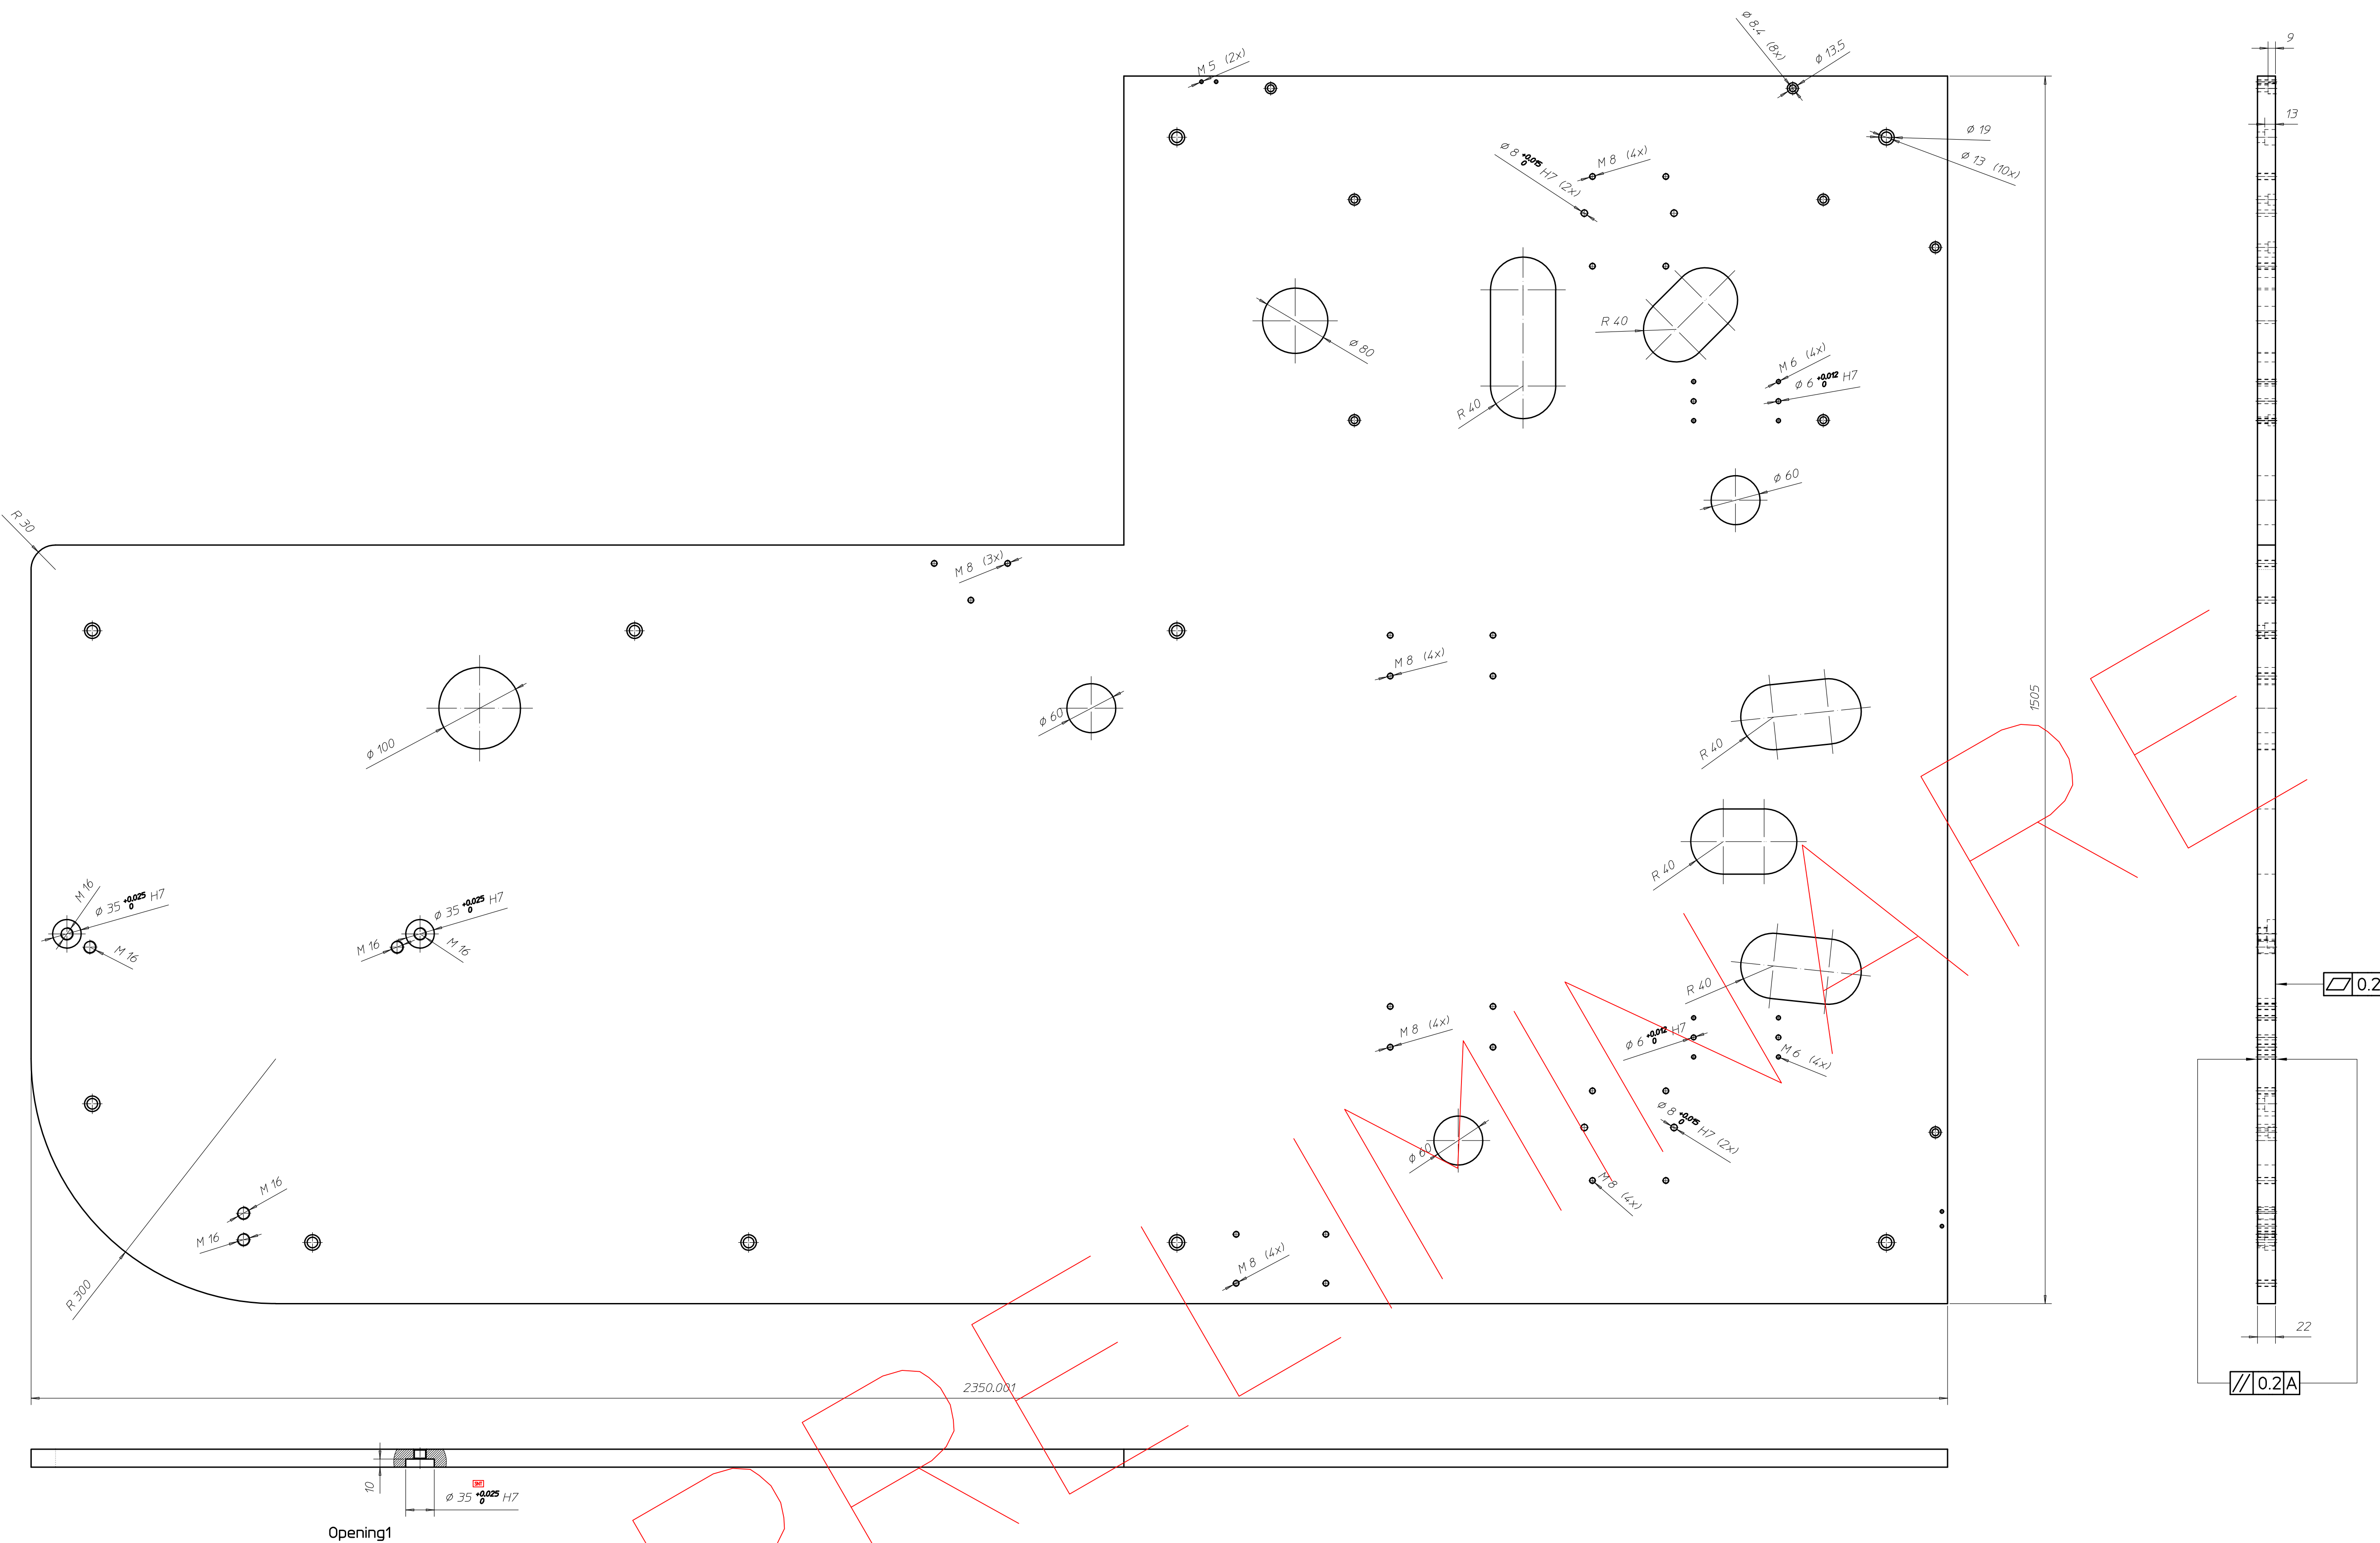 ⌀ 8.4 (8x)
⌀ 13.5
9
M 5 (2x)
13
⌀ 19
⌀ 13 (10x)
⌀ 8 +0.015 0 H7 (2x)
M 8 (4x)
R 40
⌀ 80
M 6 (4x)
⌀ 6 +0.012 0 H7
R 40
⌀ 60
R 30
M 8 (3x)
M 8 (4x)
1505
⌀ 60
⌀ 100
R 40
R 40
M 16
⌀ 35 +0.025 0 H7
⌀ 35 +0.025 0 H7
M 16
M 16
M 16
R 40
0.2
M 8 (4x)
⌀ 6 +0.012 0 H7
M 6 (4x)
⌀ 8 +0.015 0 H7 (2x)
⌀ 60
M 8 (4x)
M 16
M 16
M 8 (4x)
R 300
22
2350.001
// 0.2 A
10
⌀ 35 +0.025 0 H7
Opening1